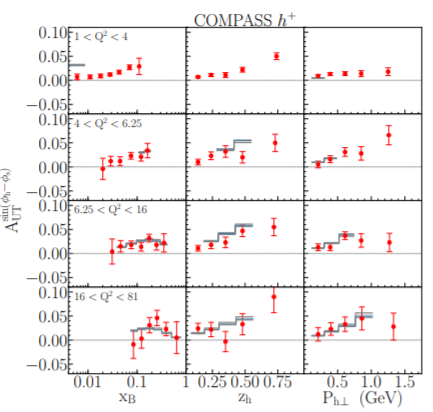 COMPASS h⁺
0.10 1 < Q² < 4
0.05
0.00
−0.05
0.10 4 < Q² < 6.25
0.05
0.00
−0.05
A_UT^sin(ϕ_h−ϕ_s)
0.10 6.25 < Q² < 16
0.05
0.00
−0.05
0.10 16 < Q² < 81
0.05
0.00
−0.05
0.01 0.1 1 0.25 0.50 0.75 0.5 1.0 1.5
x_B z_h P_h⊥ (GeV)